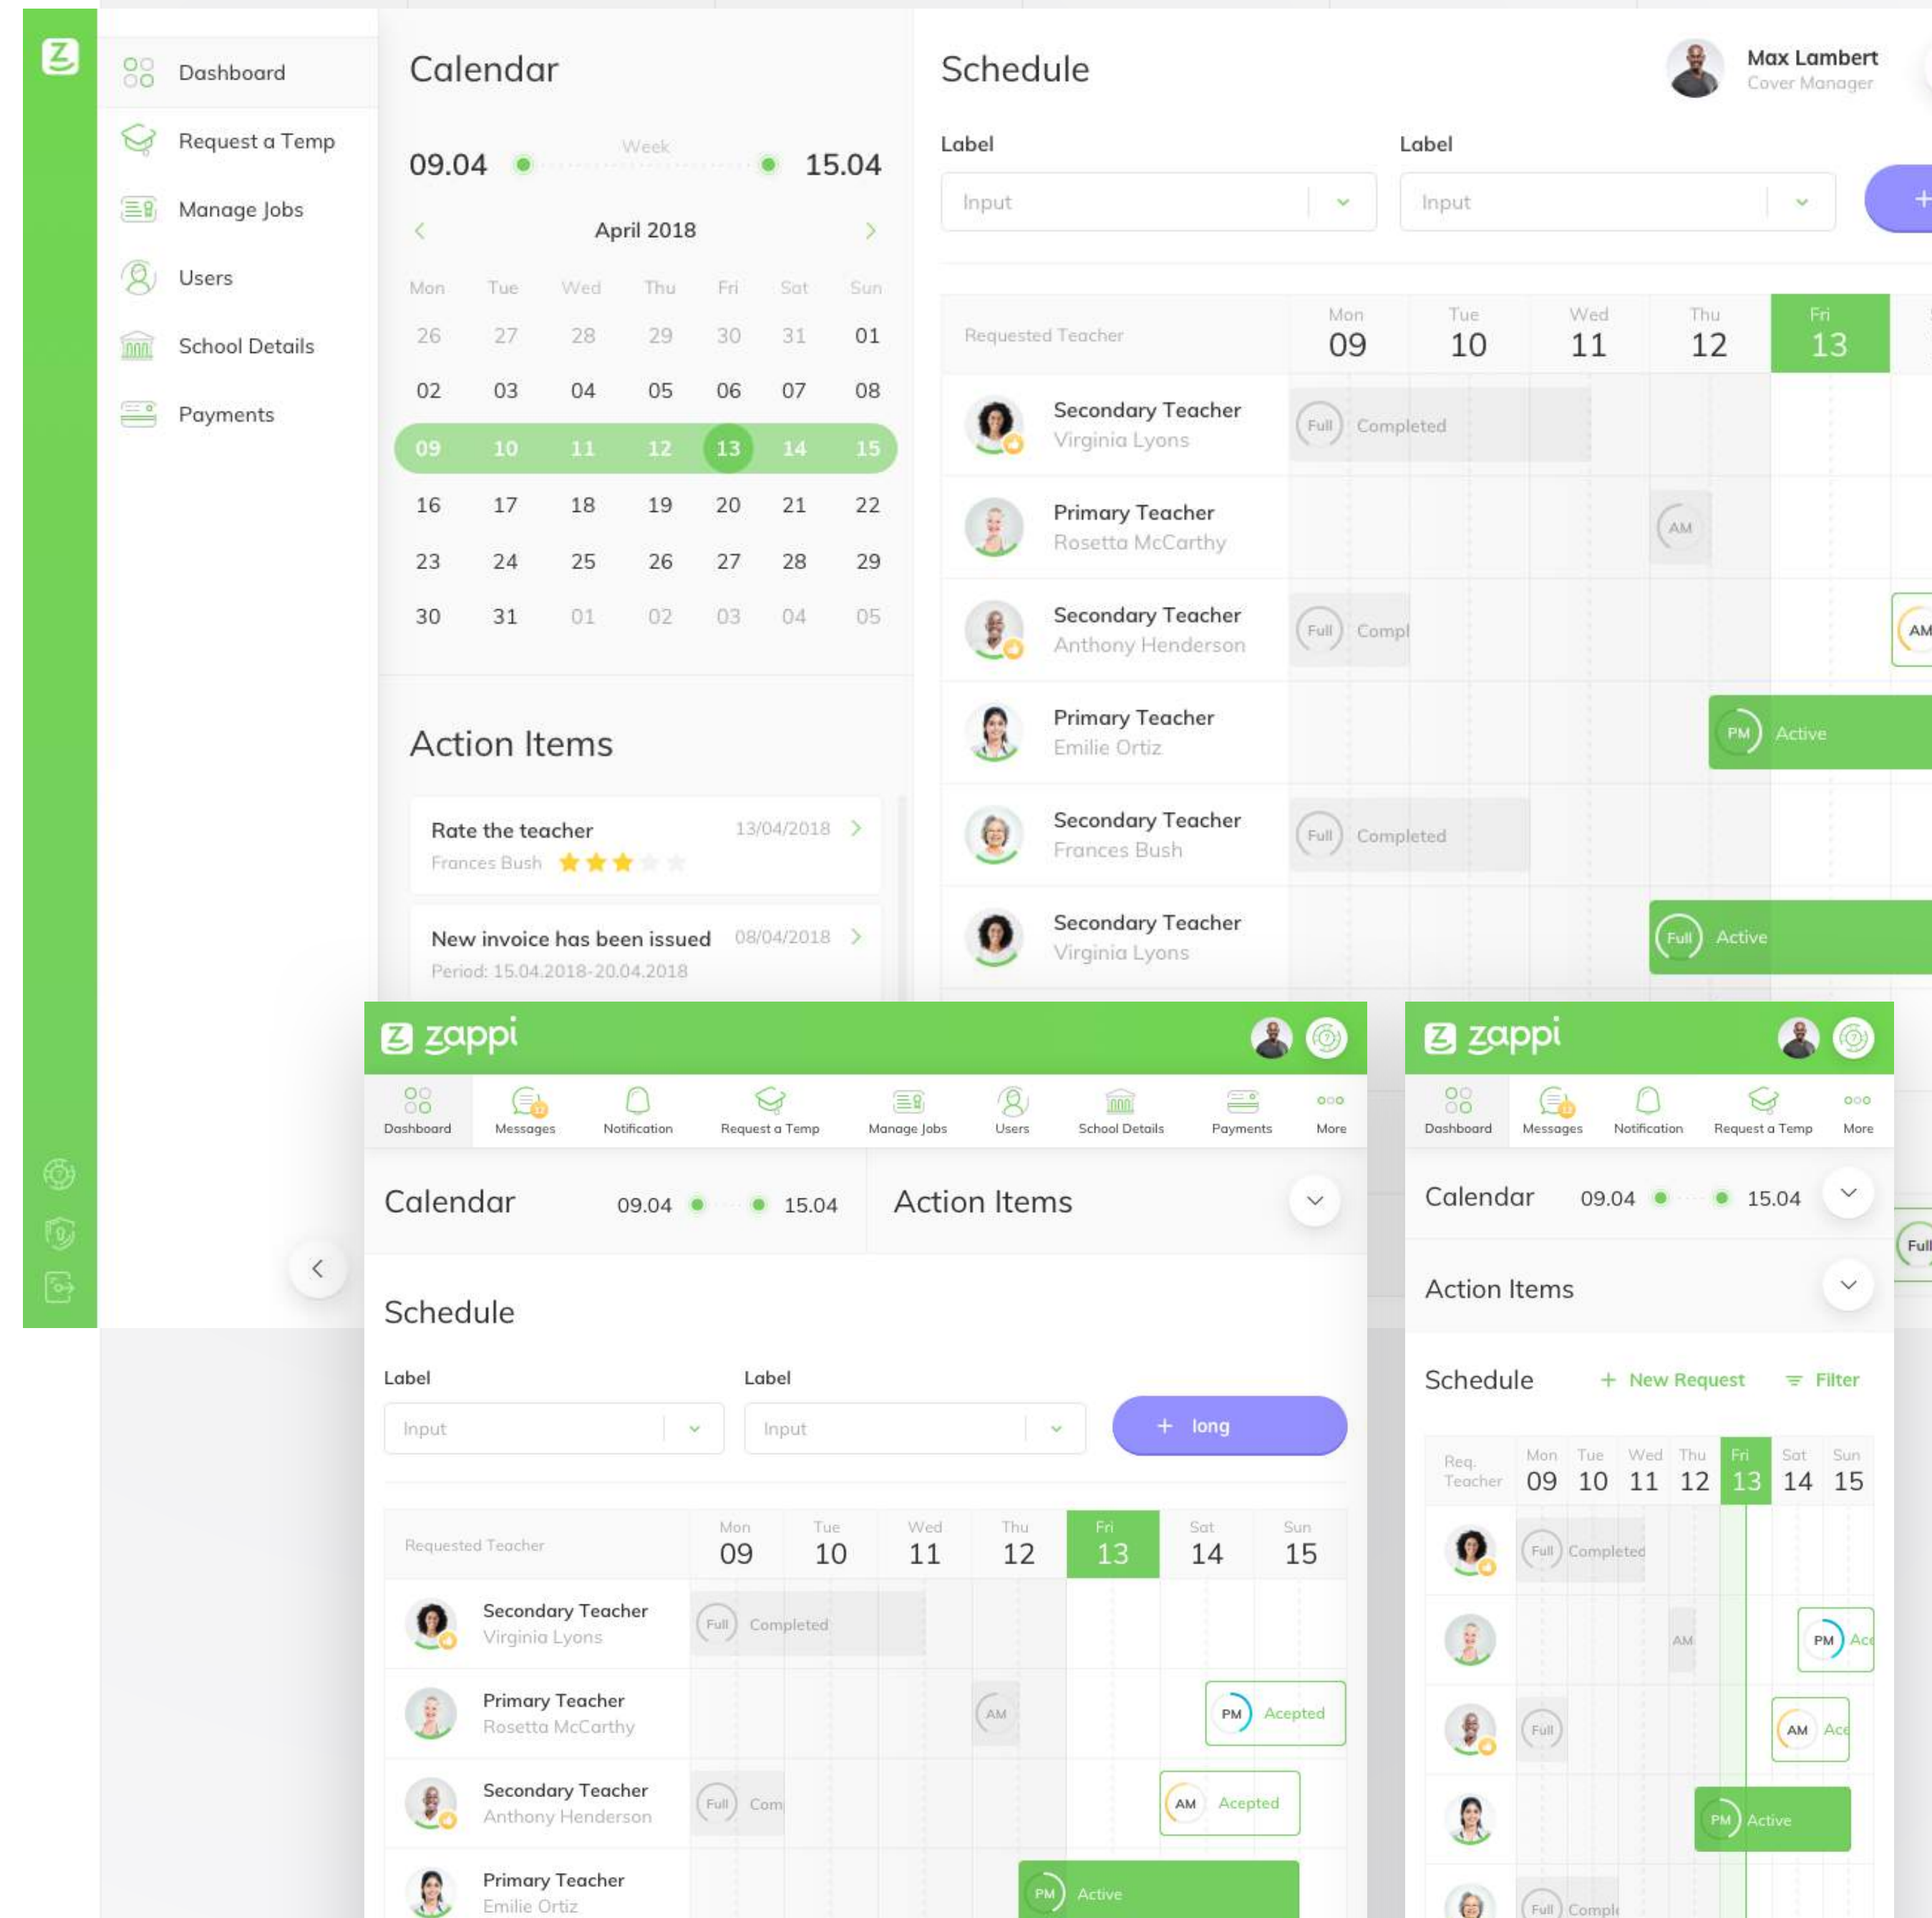 Z
Dashboard
Request a Temp
Manage Jobs
Users
School Details
Payments
Calendar
09.04 Week 15.04
April 2018
Mon Tue Wed Thu Fri Sat Sun
26 27 28 29 30 31 01
02 03 04 05 06 07 08
09 10 11 12 13 14 15
16 17 18 19 20 21 22
23 24 25 26 27 28 29
30 31 01 02 03 04 05
Action Items
Rate the teacher 13/04/2018
Frances Bush
New invoice has been issued 08/04/2018
Period: 15.04.2018-20.04.2018
Schedule
Max Lambert
Cover Manager
Label Label
Input Input +
Requested Teacher
Mon Tue Wed Thu Fri
09 10 11 12 13
Secondary Teacher
Virginia Lyons
Full Completed
Primary Teacher
Rosetta McCarthy
AM
Secondary Teacher
Anthony Henderson
Full Compl
AM
Primary Teacher
Emilie Ortiz
PM Active
Secondary Teacher
Frances Bush
Full Completed
Secondary Teacher
Virginia Lyons
Full Active
Full
Z zappi
Dashboard Messages Notification Request a Temp Manage Jobs Users School Details Payments More
Calendar 09.04 15.04 Action Items
Schedule
Label Label
Input Input + long
Requested Teacher
Mon Tue Wed Thu Fri Sat Sun
09 10 11 12 13 14 15
Secondary Teacher
Virginia Lyons
Full Completed
Primary Teacher
Rosetta McCarthy
AM PM Acepted
Secondary Teacher
Anthony Henderson
Full Com AM Acepted
Primary Teacher
Emilie Ortiz
PM Active
Z zappi
Dashboard Messages Notification Request a Temp More
Calendar 09.04 15.04
Action Items
Schedule + New Request Filter
Req.
Teacher
Mon Tue Wed Thu Fri Sat Sun
09 10 11 12 13 14 15
Full Completed
AM PM Ace
Full AM Ace
PM Active
Full Comple